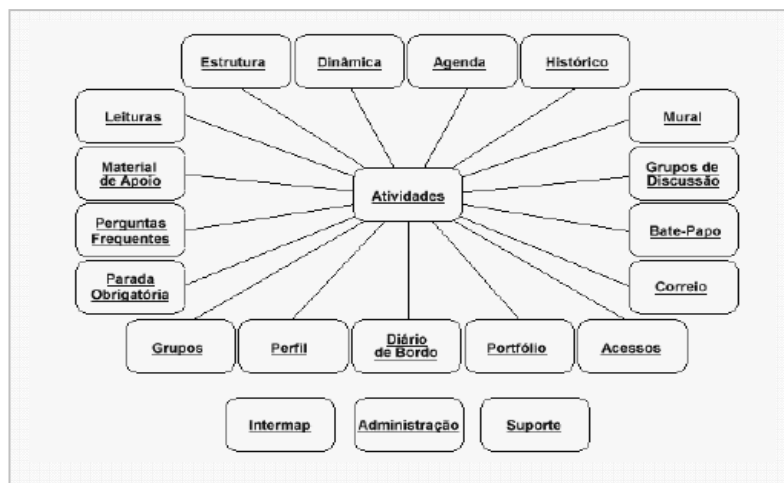 Estrutura
Dinâmica
Agenda
Histórico
Leituras
Mural
Material
de Apoio
Atividades
Grupos de
Discussão
Perguntas
Frequentes
Bate-Papo
Parada
Obrigatória
Correio
Grupos
Perfil
Diário
de Bordo
Portfólio
Acessos
Intermap
Administração
Suporte